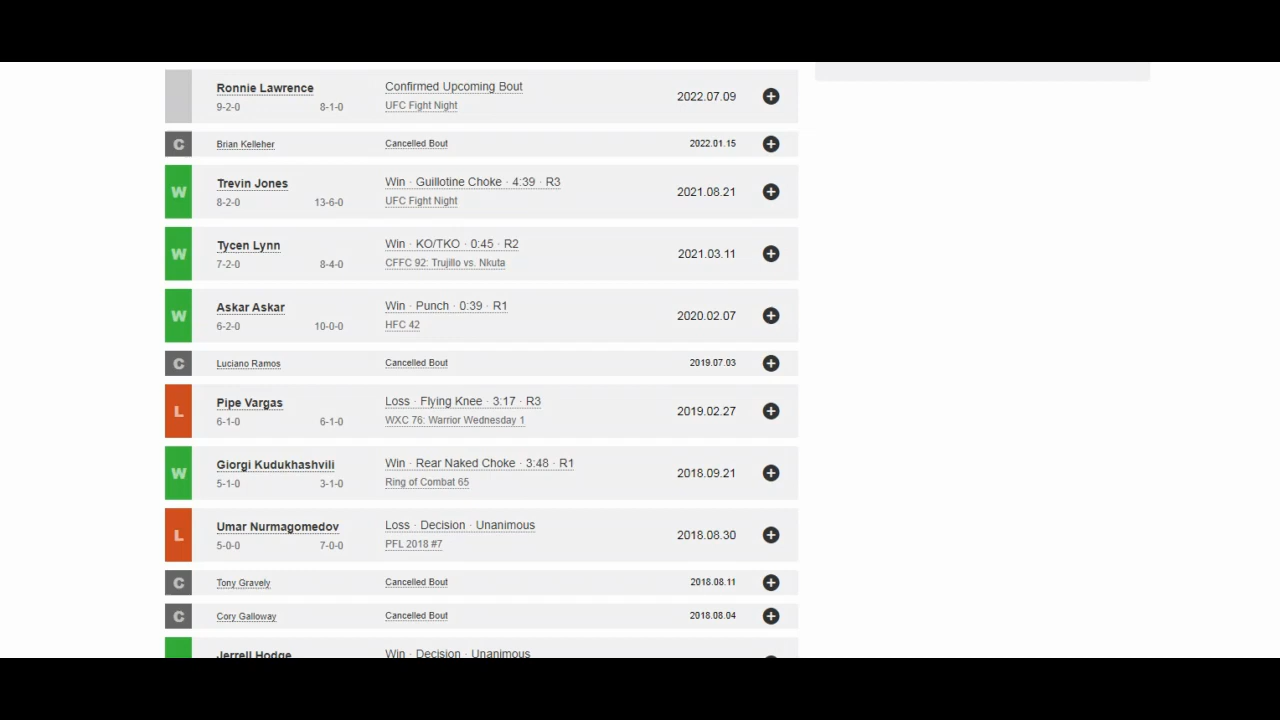 Ronnie Lawrence Confirmed Upcoming Bout 2022.07.09
9-2-0 8-1-0 UFC Fight Night
C Brian Kelleher Cancelled Bout 2022.01.15
W Trevin Jones Win · Guillotine Choke · 4:39 · R3 2021.08.21
8-2-0 13-6-0 UFC Fight Night
W Tycen Lynn Win · KO/TKO · 0:45 · R2 2021.03.11
7-2-0 8-4-0 CFFC 92: Trujillo vs. Nkuta
W Askar Askar Win · Punch · 0:39 · R1 2020.02.07
6-2-0 10-0-0 HFC 42
C Luciano Ramos Cancelled Bout 2019.07.03
L Pipe Vargas Loss · Flying Knee · 3:17 · R3 2019.02.27
6-1-0 6-1-0 WXC 76: Warrior Wednesday 1
W Giorgi Kudukhashvili Win · Rear Naked Choke · 3:48 · R1 2018.09.21
5-1-0 3-1-0 Ring of Combat 65
L Umar Nurmagomedov Loss · Decision · Unanimous 2018.08.30
5-0-0 7-0-0 PFL 2018 #7
C Tony Gravely Cancelled Bout 2018.08.11
C Cory Galloway Cancelled Bout 2018.08.04
Jerrell Hodge Win · Decision · Unanimous